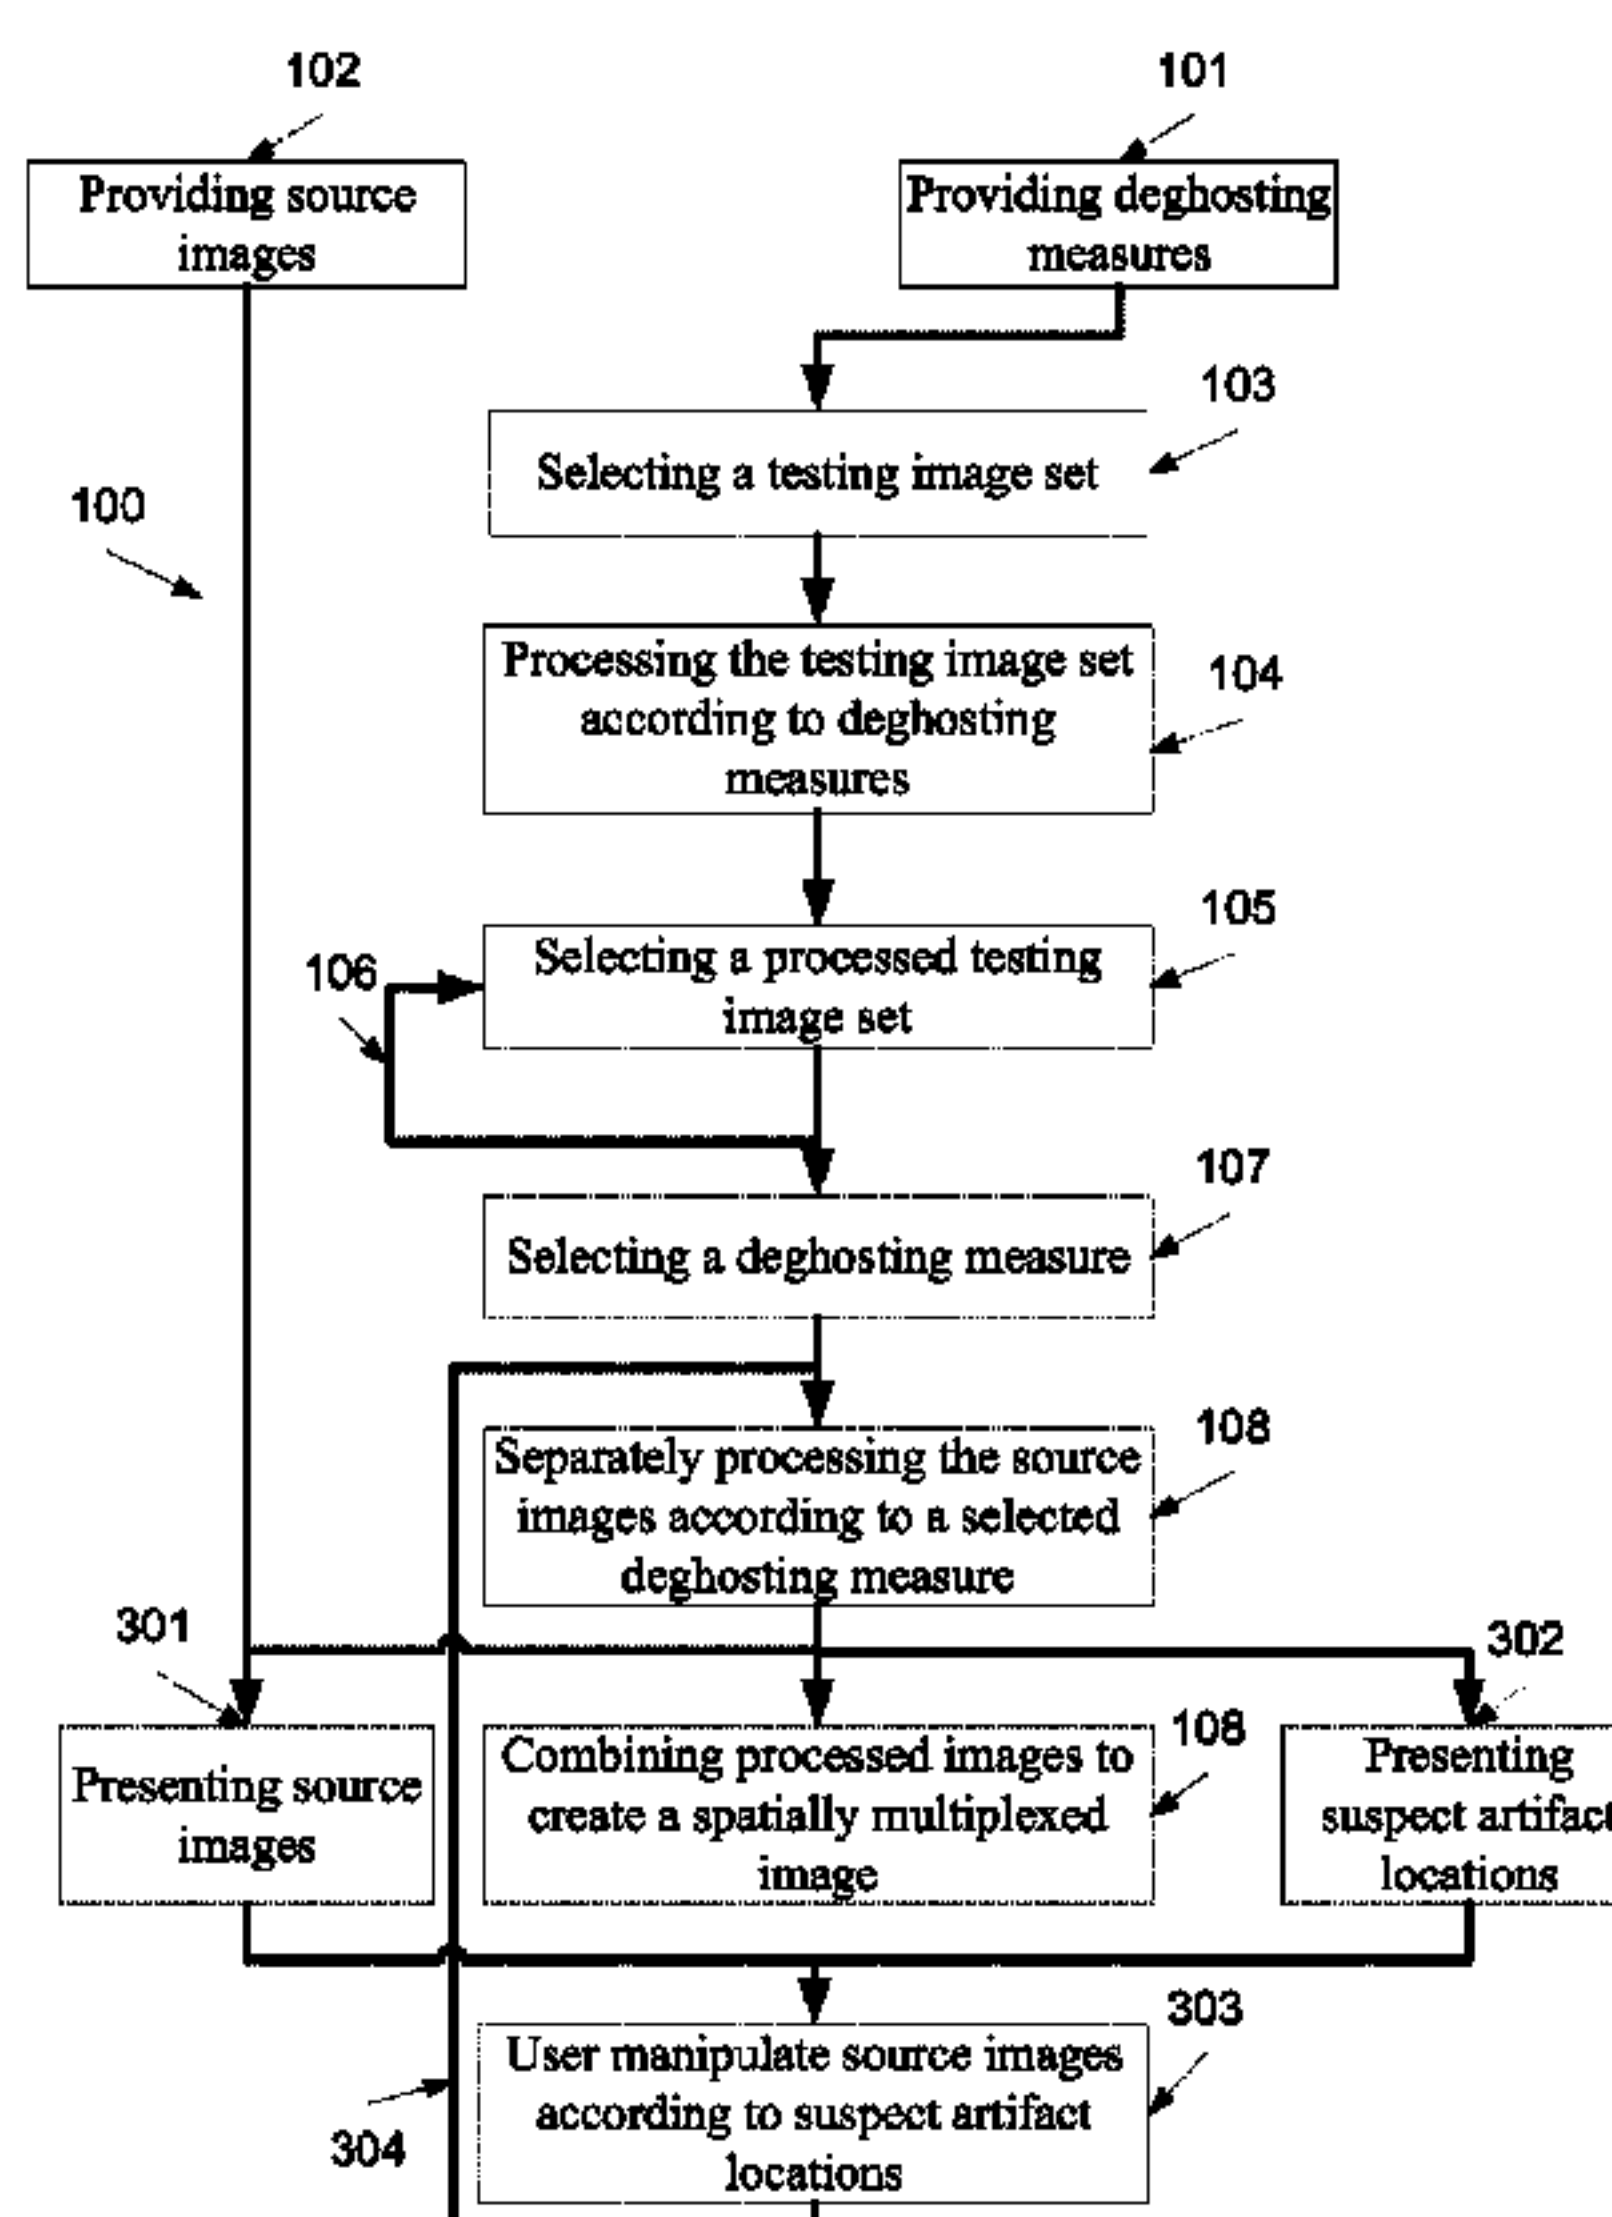 102
101
Providing source
images
Providing deghosting
measures
103
Selecting a testing image set
100
Processing the testing image set
according to deghosting
measures
104
105
Selecting a processed testing
image set
106
107
Selecting a deghosting measure
108
Separately processing the source
images according to a selected
deghosting measure
301
302
108
Presenting source
images
Combining processed images to
create a spatially multiplexed
image
Presenting
suspect artifact
locations
303
User manipulate source images
according to suspect artifact
locations
304